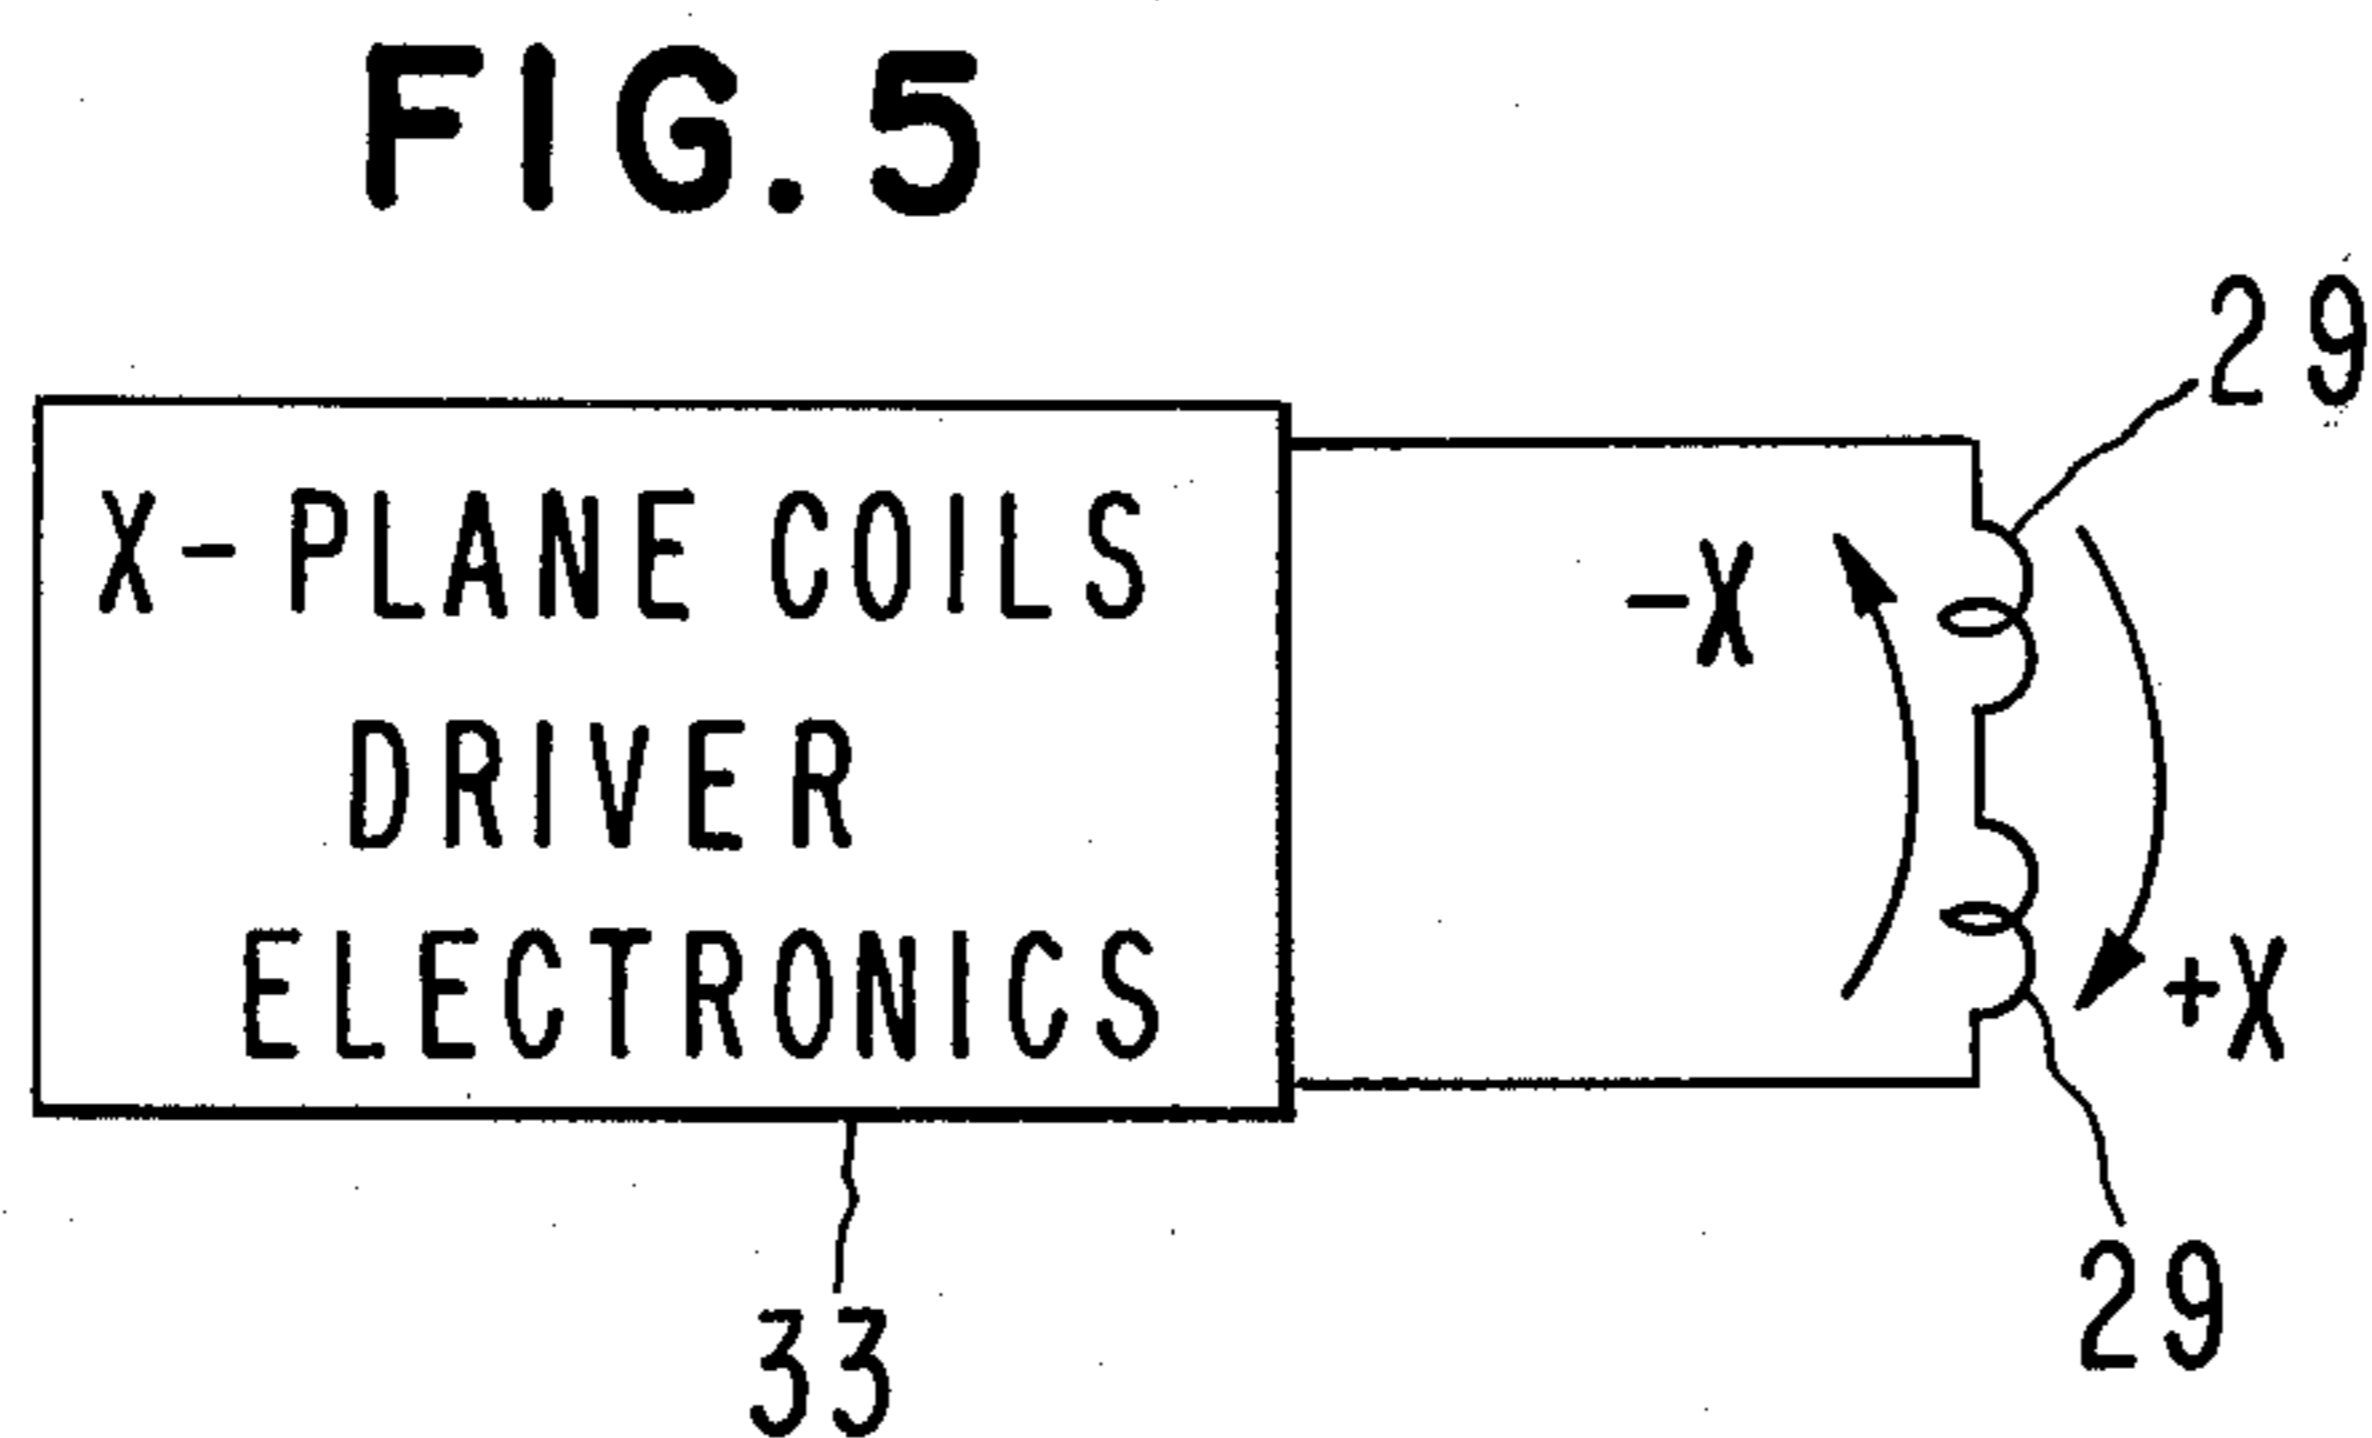 FIG. 5
29
X-PLANE COILS
-X
DRIVER
ELECTRONICS
+X
29
33